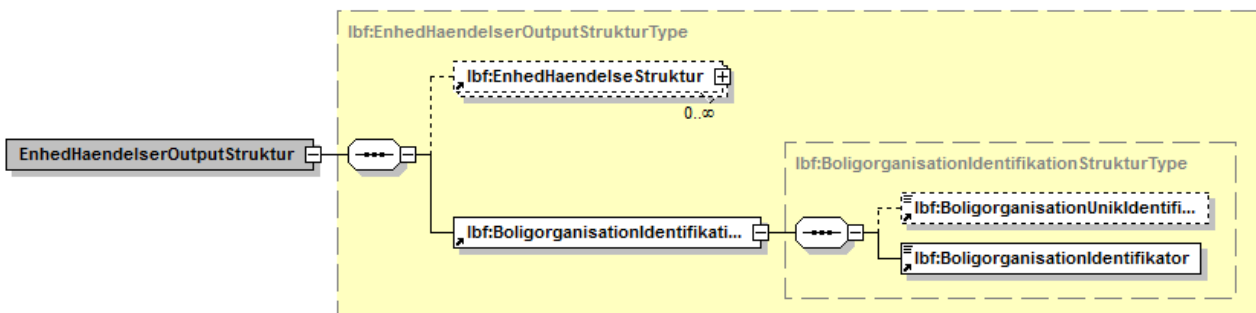 lbf:EnhedHaendelserOutputStrukturType
lbf:EnhedHaendelseStruktur
0..∞
EnhedHaendelserOutputStruktur
lbf:BoligorganisationIdentifikationStrukturType
lbf:BoligorganisationUnikIdentifi...
lbf:BoligorganisationIdentifikati...
lbf:BoligorganisationIdentifikator